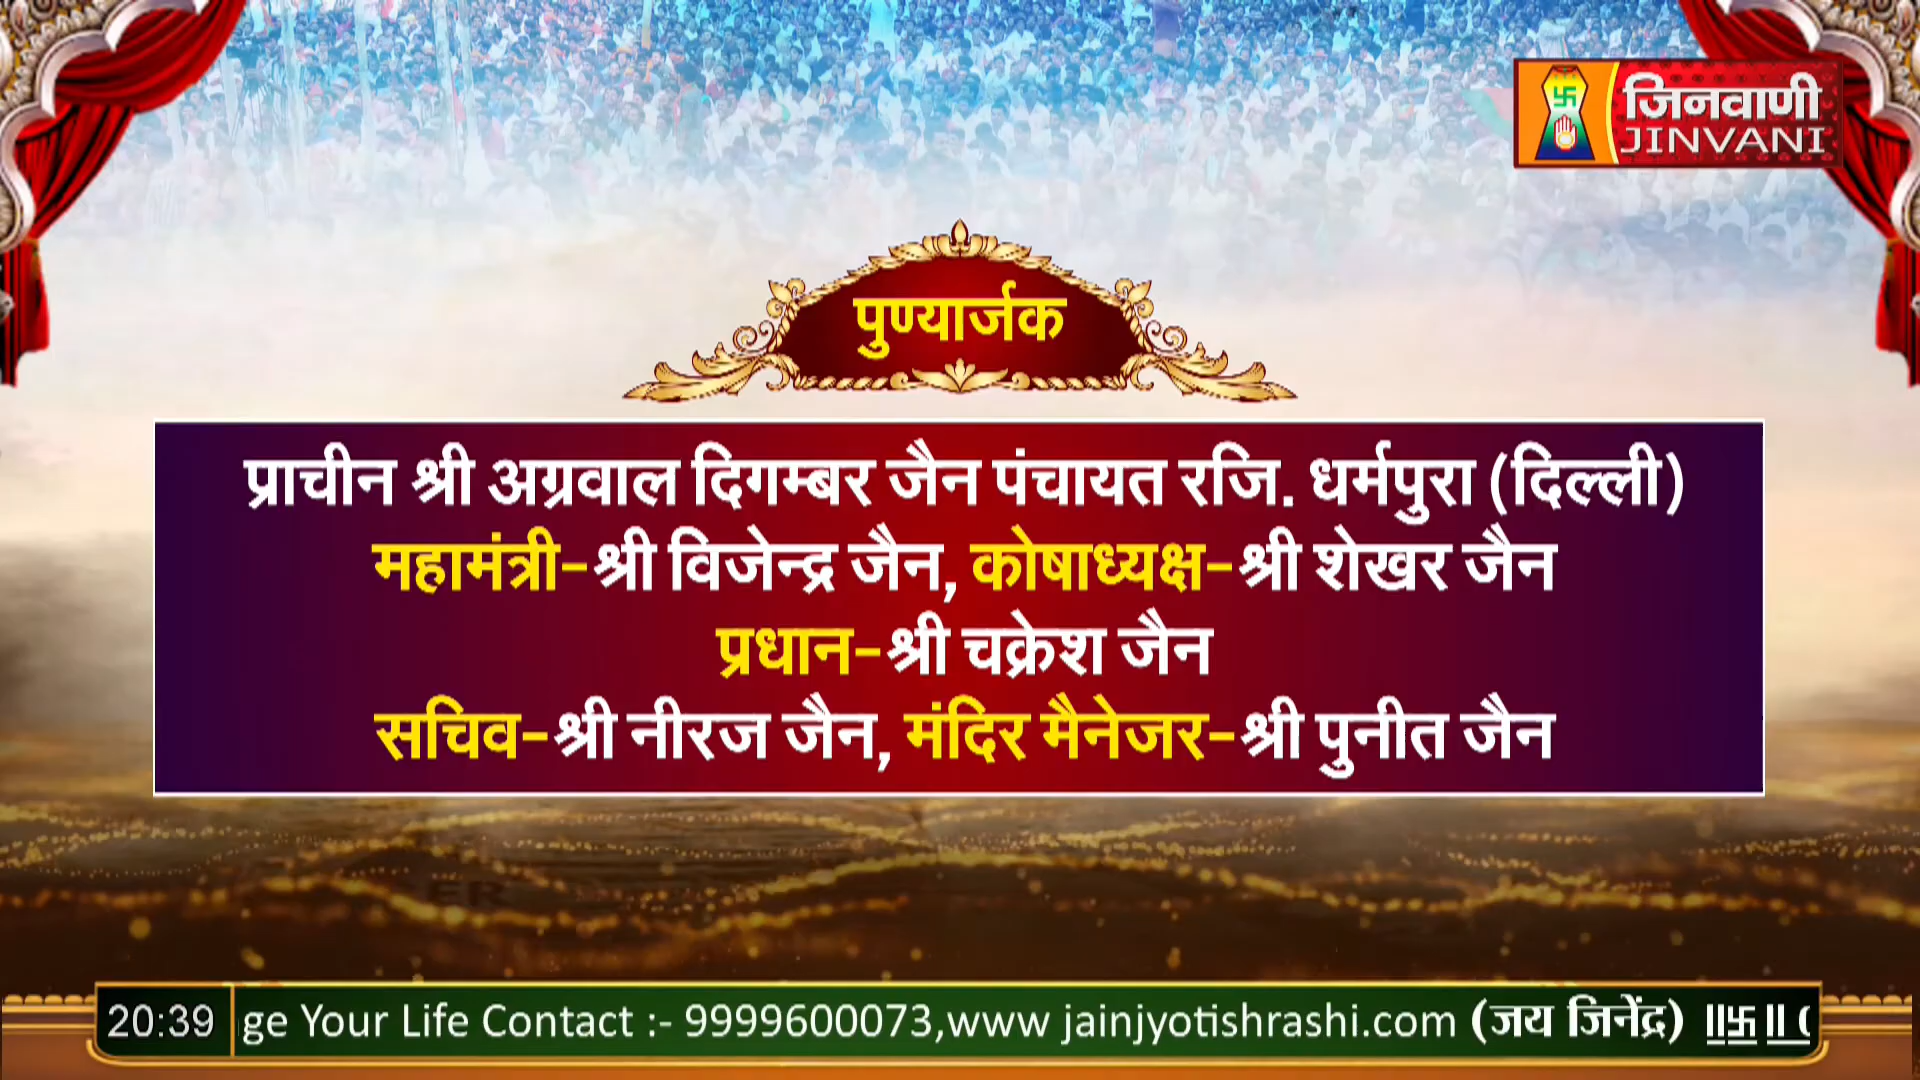 जिनवाणी
JINVANI
पुण्यार्जक
प्राचीन श्री अग्रवाल दिगम्बर जैन पंचायत रजि. धर्मपुरा (दिल्ली)
महामंत्री-श्री विजेन्द्र जैन, कोषाध्यक्ष-श्री शेखर जैन
प्रधान-श्री चक्रेश जैन
सचिव-श्री नीरज जैन, मंदिर मैनेजर-श्री पुनीत जैन
20:39 ge Your Life Contact :- 9999600073,www jainjyotishrashi.com (जय जिनेंद्र) ||卐|| (